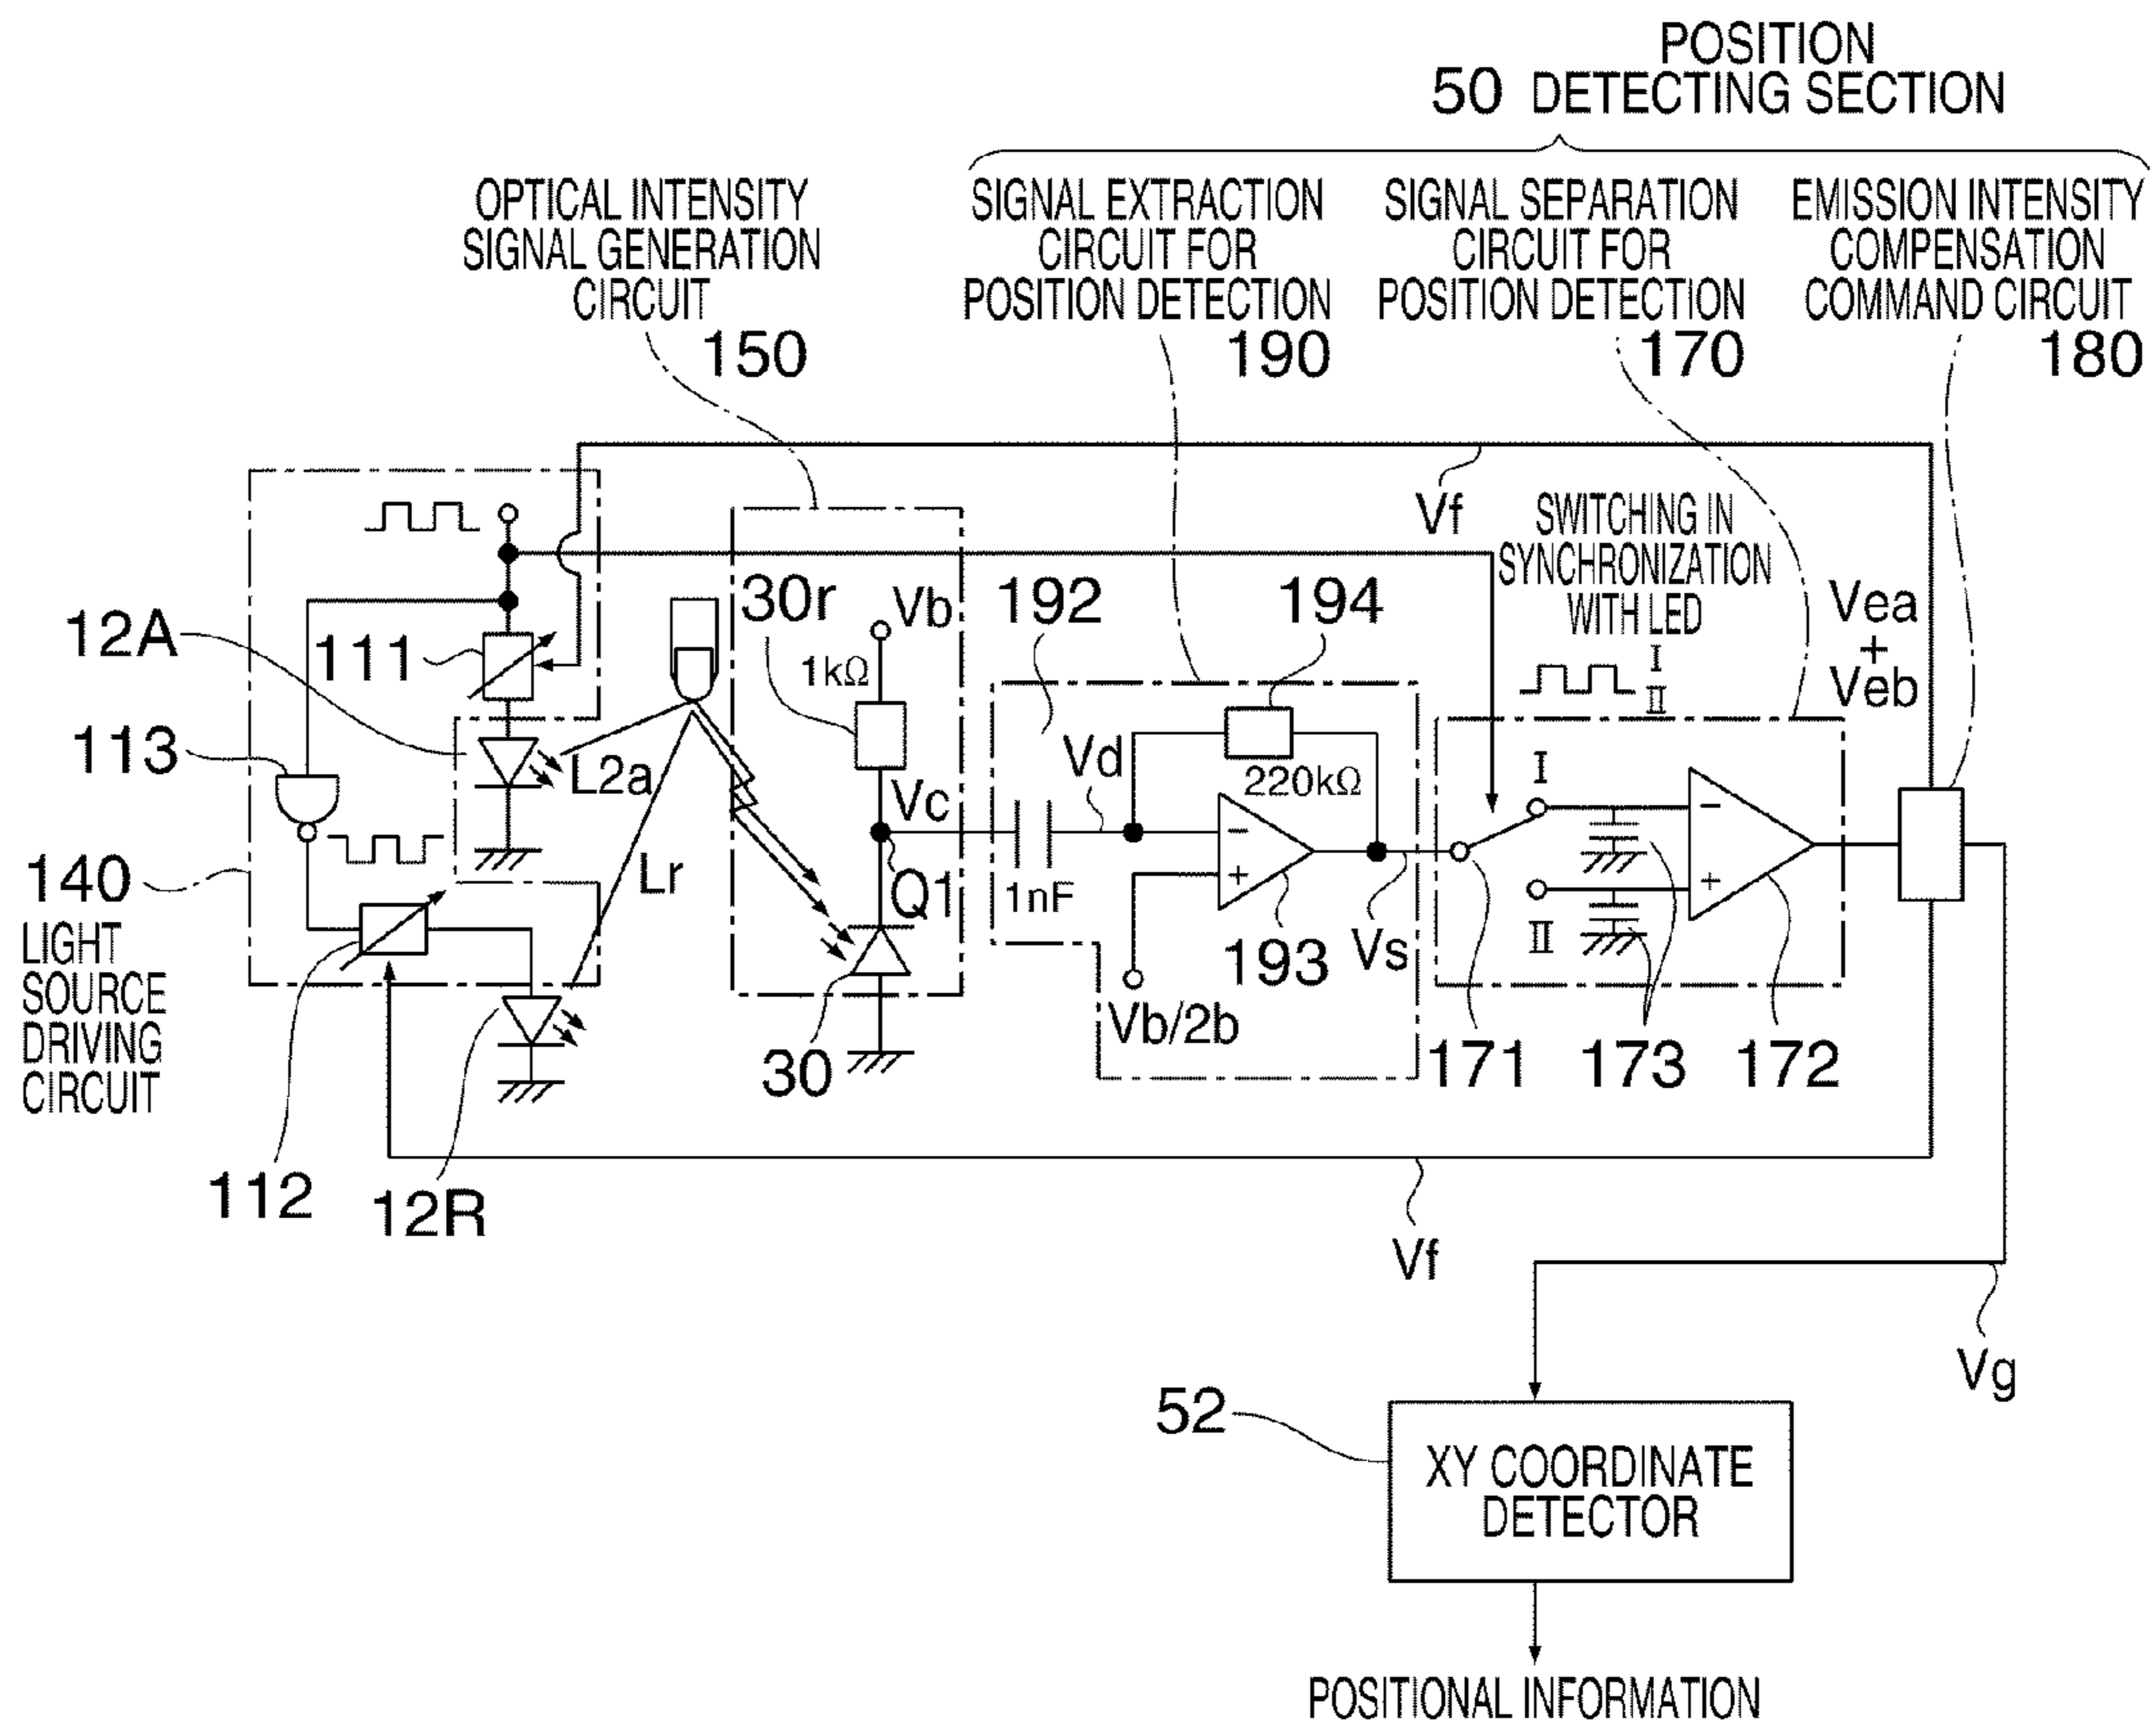 POSITION
50 DETECTING SECTION
OPTICAL INTENSITY
SIGNAL GENERATION
CIRCUIT
150
SIGNAL EXTRACTION
CIRCUIT FOR
POSITION DETECTION
190
SIGNAL SEPARATION
CIRCUIT FOR
POSITION DETECTION
170
EMISSION INTENSITY
COMPENSATION
COMMAND CIRCUIT
180
Vf
SWITCHING IN
SYNCHRONIZATION
WITH LED
I
II
Vea
+
Veb
12A
111
113
L2a
Lr
140
LIGHT
SOURCE
DRIVING
CIRCUIT
112
12R
30r
Vb
1kΩ
Vc
Q1
30
192
194
Vd
220kΩ
1nF
−
+
193
Vb/2b
Vs
I
II
−
+
171
173
172
Vf
Vg
52
XY COORDINATE
DETECTOR
POSITIONAL INFORMATION